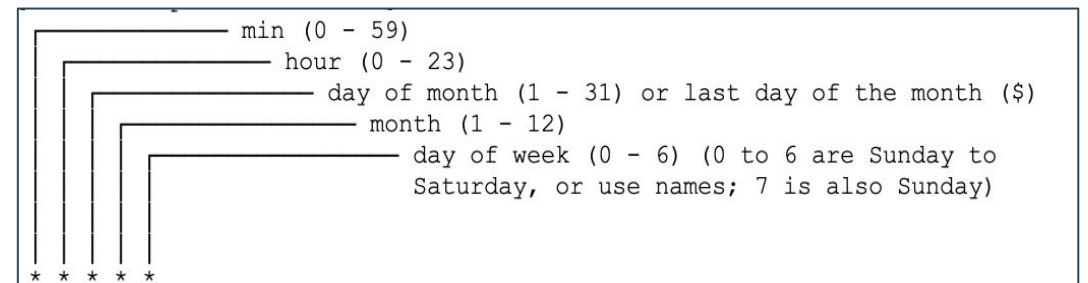 min (0 - 59)
hour (0 - 23)
day of month (1 - 31) or last day of the month ($)
month (1 - 12)
day of week (0 - 6) (0 to 6 are Sunday to
Saturday, or use names; 7 is also Sunday)
* * * * *